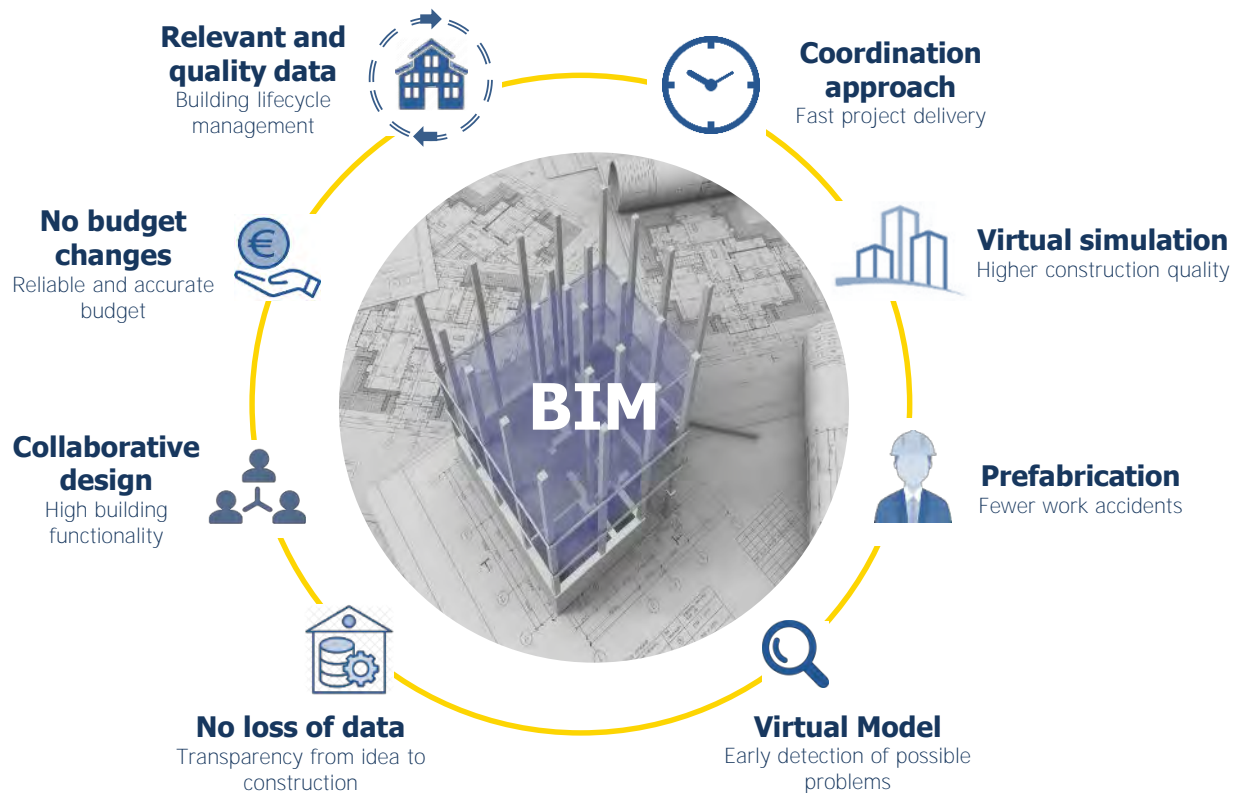 Relevant and
quality data
Building lifecycle
management
Coordination
approach
Fast project delivery
No budget
changes
Reliable and accurate
budget
€
Virtual simulation
Higher construction quality
BIM
Collaborative
design
High building
functionality
Prefabrication
Fewer work accidents
No loss of data
Transparency from idea to
construction
Virtual Model
Early detection of possible
problems